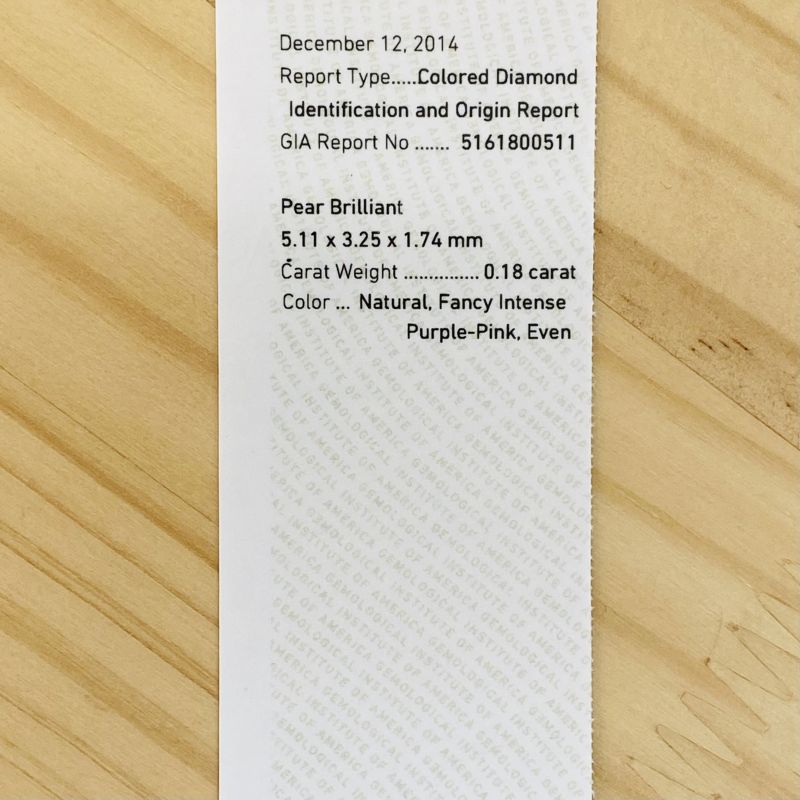 December 12, 2014
Report Type.....Colored Diamond
Identification and Origin Report
GIA Report No ....... 5161800511
Pear Brilliant
5.11 x 3.25 x 1.74 mm
Carat Weight ............... 0.18 carat
Color ... Natural, Fancy Intense
Purple-Pink, Even